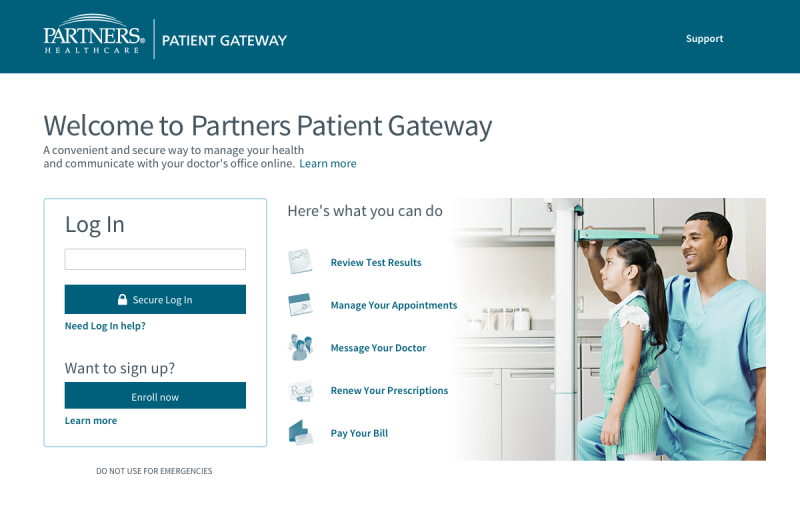 PARTNERS®
HEALTHCARE
PATIENT GATEWAY
Support
Welcome to Partners Patient Gateway
A convenient and secure way to manage your health
and communicate with your doctor's office online. Learn more
Log In
Secure Log In
Need Log In help?
Want to sign up?
Enroll now
Learn more
DO NOT USE FOR EMERGENCIES
Here's what you can do
Review Test Results
Manage Your Appointments
Message Your Doctor
Renew Your Prescriptions
Pay Your Bill